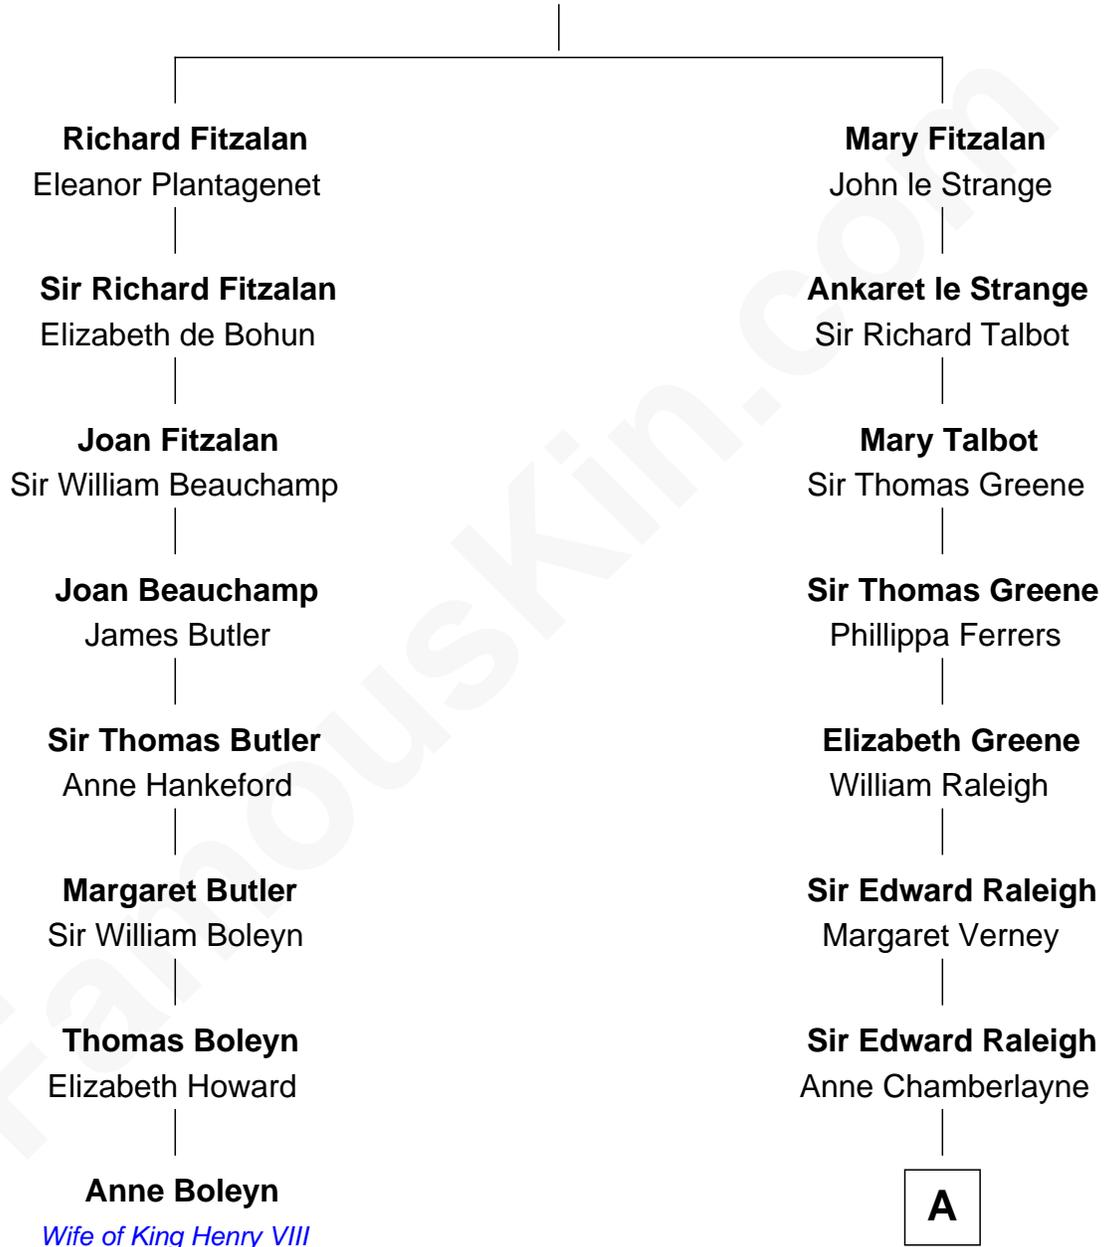 Richard Fitzalan
Eleanor Plantagenet
Sir Richard Fitzalan
Elizabeth de Bohun
Joan Fitzalan
Sir William Beauchamp
Joan Beauchamp
James Butler
Sir Thomas Butler
Anne Hankeford
Margaret Butler
Sir William Boleyn
Thomas Boleyn
Elizabeth Howard
Anne Boleyn
Wife of King Henry VIII
Mary Fitzalan
John le Strange
Ankaret le Strange
Sir Richard Talbot
Mary Talbot
Sir Thomas Greene
Sir Thomas Greene
Phillippa Ferrers
Elizabeth Greene
William Raleigh
Sir Edward Raleigh
Margaret Verney
Sir Edward Raleigh
Anne Chamberlayne
A
FamousKin.com